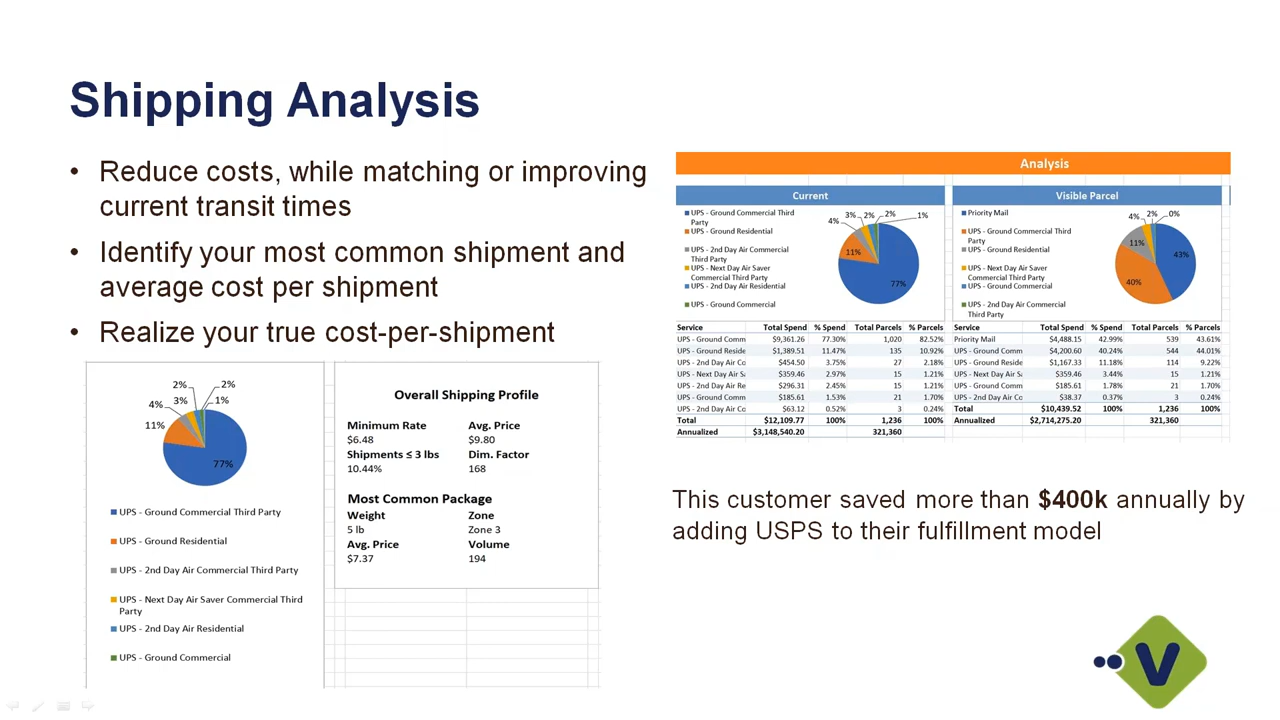 Shipping Analysis
• Reduce costs, while matching or improving
current transit times
• Identify your most common shipment and
average cost per shipment
• Realize your true cost-per-shipment
2%
2%
4%
3%
1%
11%
77%
UPS - Ground Commercial Third Party
UPS - Ground Residential
UPS - 2nd Day Air Commercial Third Party
UPS - Next Day Air Saver Commercial Third
Party
UPS - 2nd Day Air Residential
UPS - Ground Commercial
Overall Shipping Profile
Minimum Rate Avg. Price
$6.48 $9.80
Shipments ≤ 3 lbs Dim. Factor
10.44% 168
Most Common Package
Weight Zone
5 lb Zone 3
Avg. Price Volume
$7.37 194
Analysis
Current
UPS - Ground Commercial Third
Party
UPS - Ground Residential
UPS - 2nd Day Air Commercial
Third Party
UPS - Next Day Air Saver
Commercial Third Party
UPS - 2nd Day Air Residential
UPS - Ground Commercial
4% 3% 2% 2% 1%
11%
77%
Service Total Spend % Spend Total Parcels % Parcels
UPS - Ground Comm $9,361.26 77.30% 1,020 82.52%
UPS - Ground Reside $1,389.51 11.47% 135 10.92%
UPS - 2nd Day Air Co $454.50 3.75% 27 2.18%
UPS - Next Day Air Sa $359.46 2.97% 15 1.21%
UPS - 2nd Day Air Re $296.31 2.45% 15 1.21%
UPS - Ground Comm $185.61 1.53% 21 1.70%
UPS - 2nd Day Air Co $63.12 0.52% 3 0.24%
Total $12,109.77 100% 1,236 100%
Annualized $3,148,540.20 321,360
Visible Parcel
Priority Mail
UPS - Ground Commercial Third
Party
UPS - Ground Residential
UPS - Next Day Air Saver
Commercial Third Party
UPS - Ground Commercial
UPS - 2nd Day Air Commercial
Third Party
4% 2% 0%
11%
43%
40%
Service Total Spend % Spend Total Parcels % Parcels
Priority Mail $4,488.15 42.99% 539 43.61%
UPS - Ground Comm $4,200.60 40.24% 544 44.01%
UPS - Ground Reside $1,167.33 11.18% 114 9.22%
UPS - Next Day Air Sa $359.46 3.44% 15 1.21%
UPS - Ground Comm $185.61 1.78% 21 1.70%
UPS - 2nd Day Air Co $38.37 0.37% 3 0.24%
Total $10,439.52 100% 1,236 100%
Annualized $2,714,275.20 321,360
This customer saved more than $400k annually by
adding USPS to their fulfillment model
V